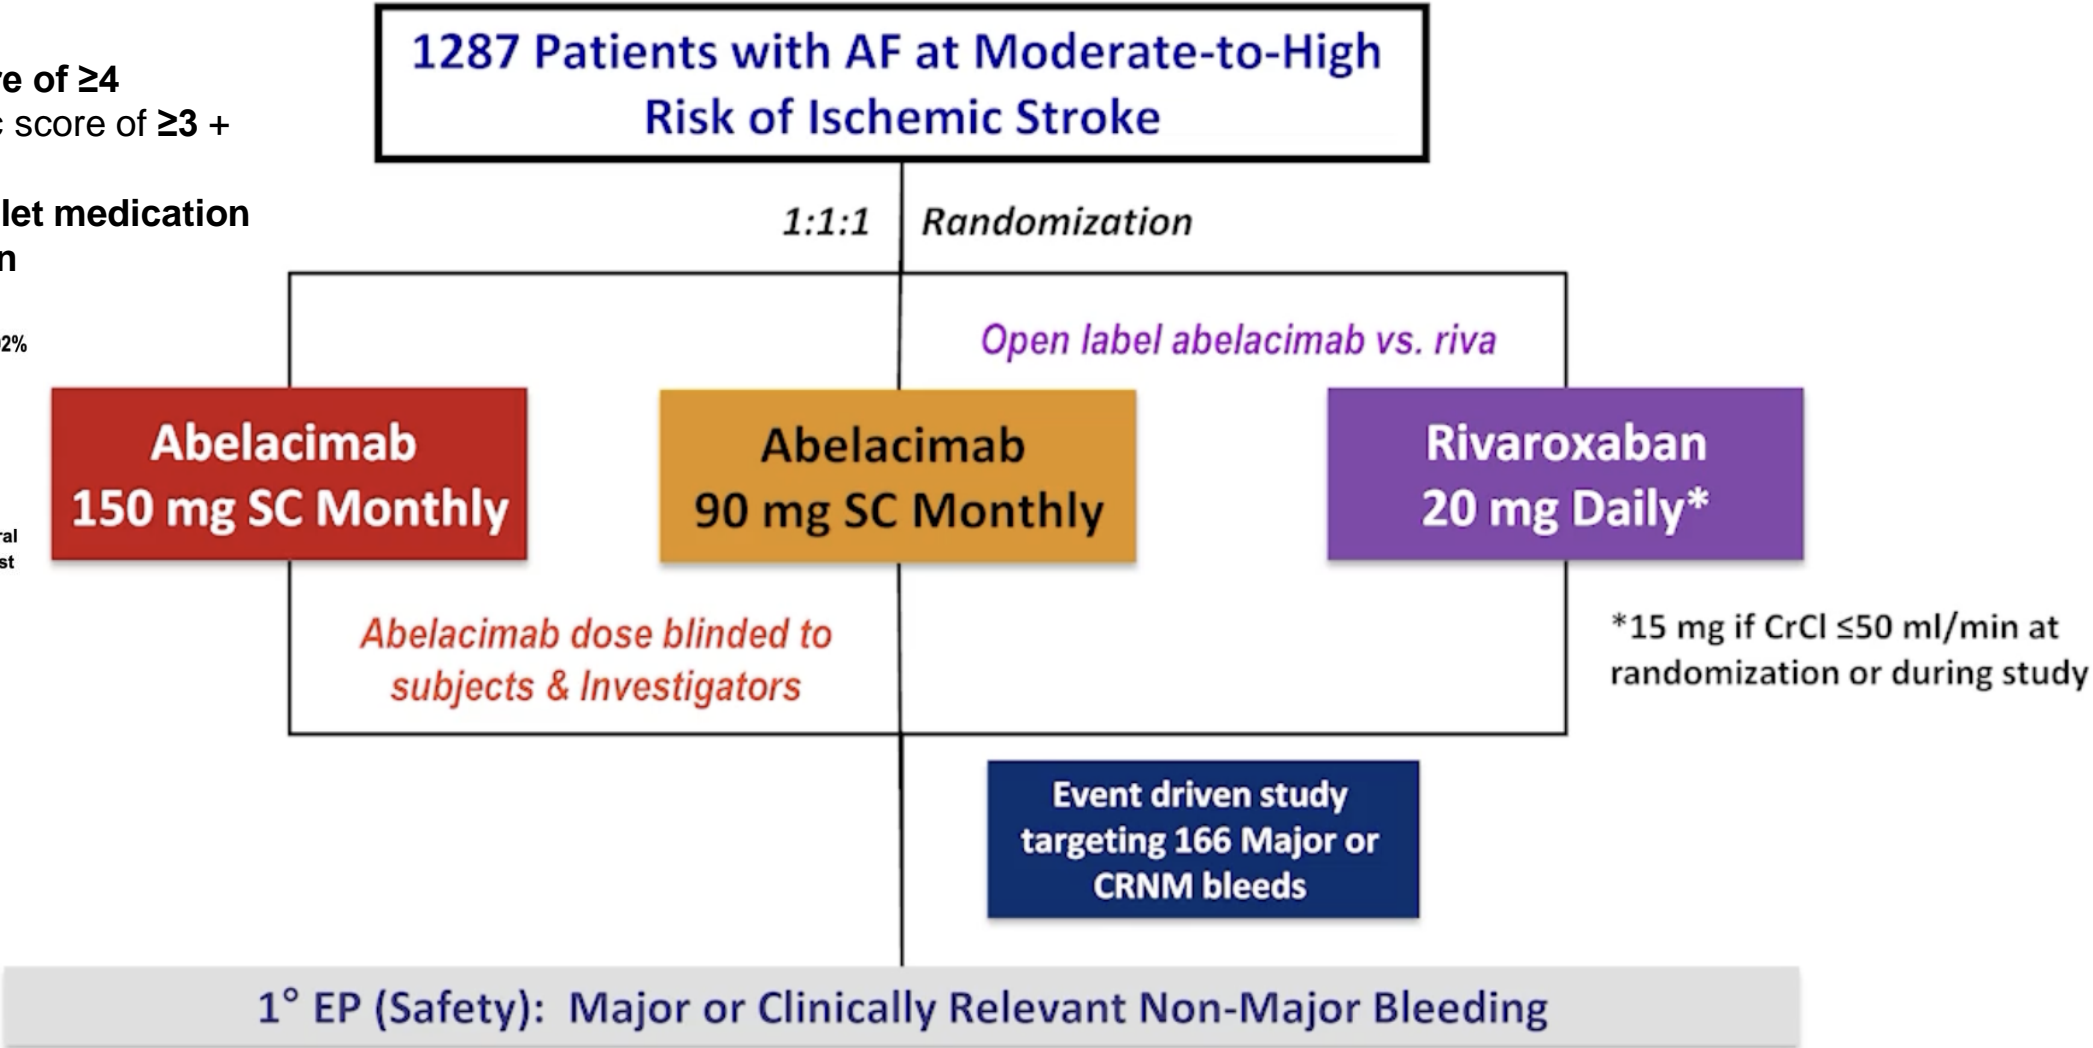 1287 Patients with AF at Moderate-to-High
Risk of Ischemic Stroke
of ≥4
score of ≥3 +
medication
1:1:1 Randomization
Open label abelacimab vs. riva
2%
Abelacimab
150 mg SC Monthly
Abelacimab
90 mg SC Monthly
Rivaroxaban
20 mg Daily*
Abelacimab dose blinded to
subjects & Investigators
*15 mg if CrCl ≤50 ml/min at
randomization or during study
Event driven study
targeting 166 Major or
CRNM bleeds
1° EP (Safety): Major or Clinically Relevant Non-Major Bleeding